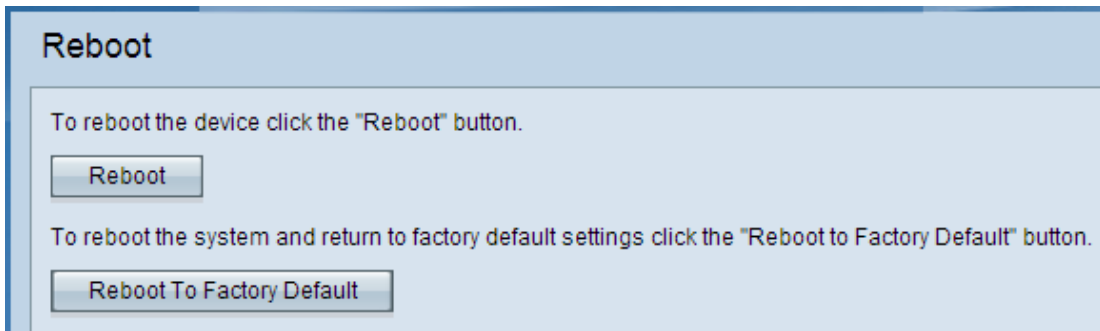 Reboot
To reboot the device click the "Reboot" button.
Reboot
To reboot the system and return to factory default settings click the "Reboot to Factory Default" button.
Reboot To Factory Default